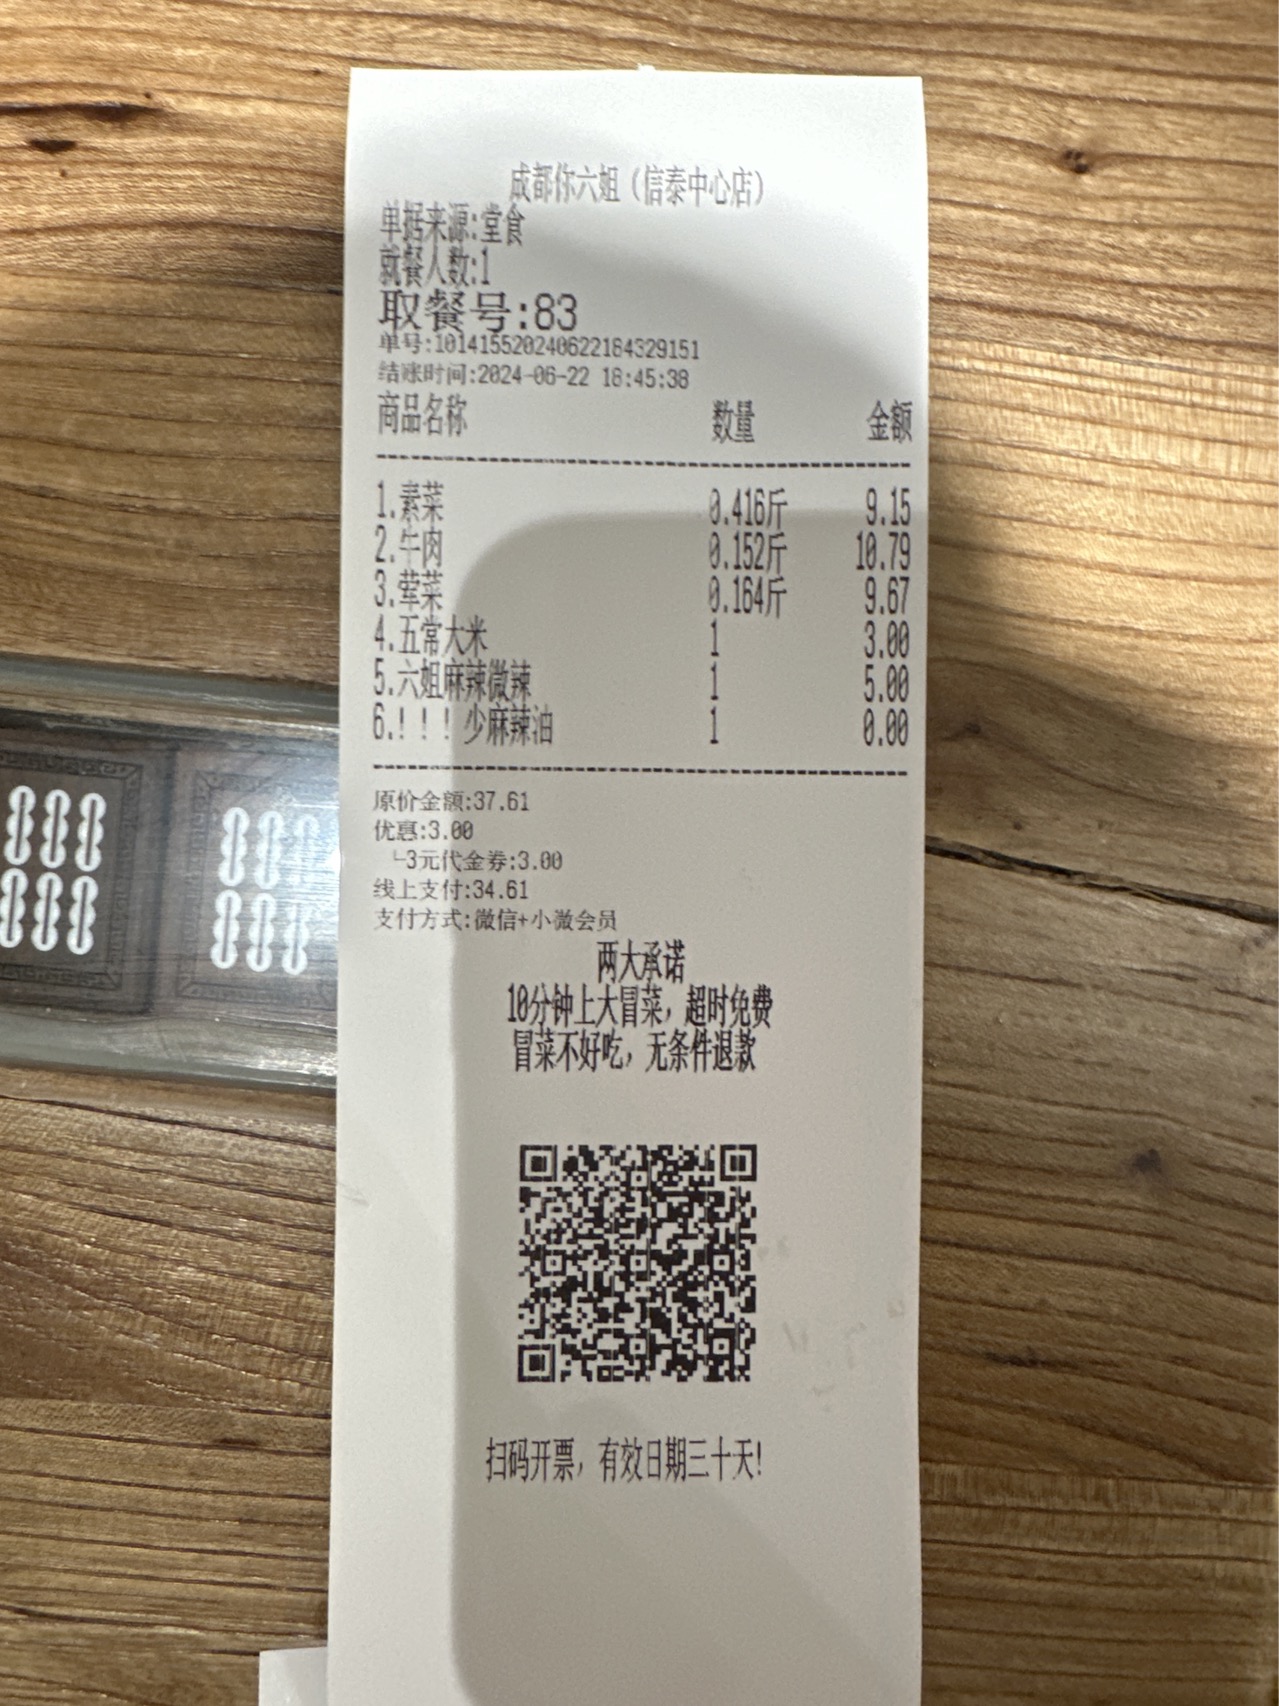 成都你六姐（信泰中心店）
单据来源:堂食
就餐人数:1
取餐号:83
单号:101415520240622184329151
结账时间:2024-06-22 18:45:38
商品名称 数量 金额
1.素菜 0.416斤 9.15
2.牛肉 0.152斤 10.79
3.荤菜 0.164斤 9.67
4.五常大米 1 3.00
5.六姐麻辣微辣 1 5.00
6.！！！少麻辣油 1 0.00
原价金额:37.61
优惠:3.00
└3元代金券:3.00
线上支付:34.61
支付方式:微信+小微会员
两大承诺
10分钟上大冒菜，超时免费
冒菜不好吃，无条件退款
扫码开票，有效日期三十天!